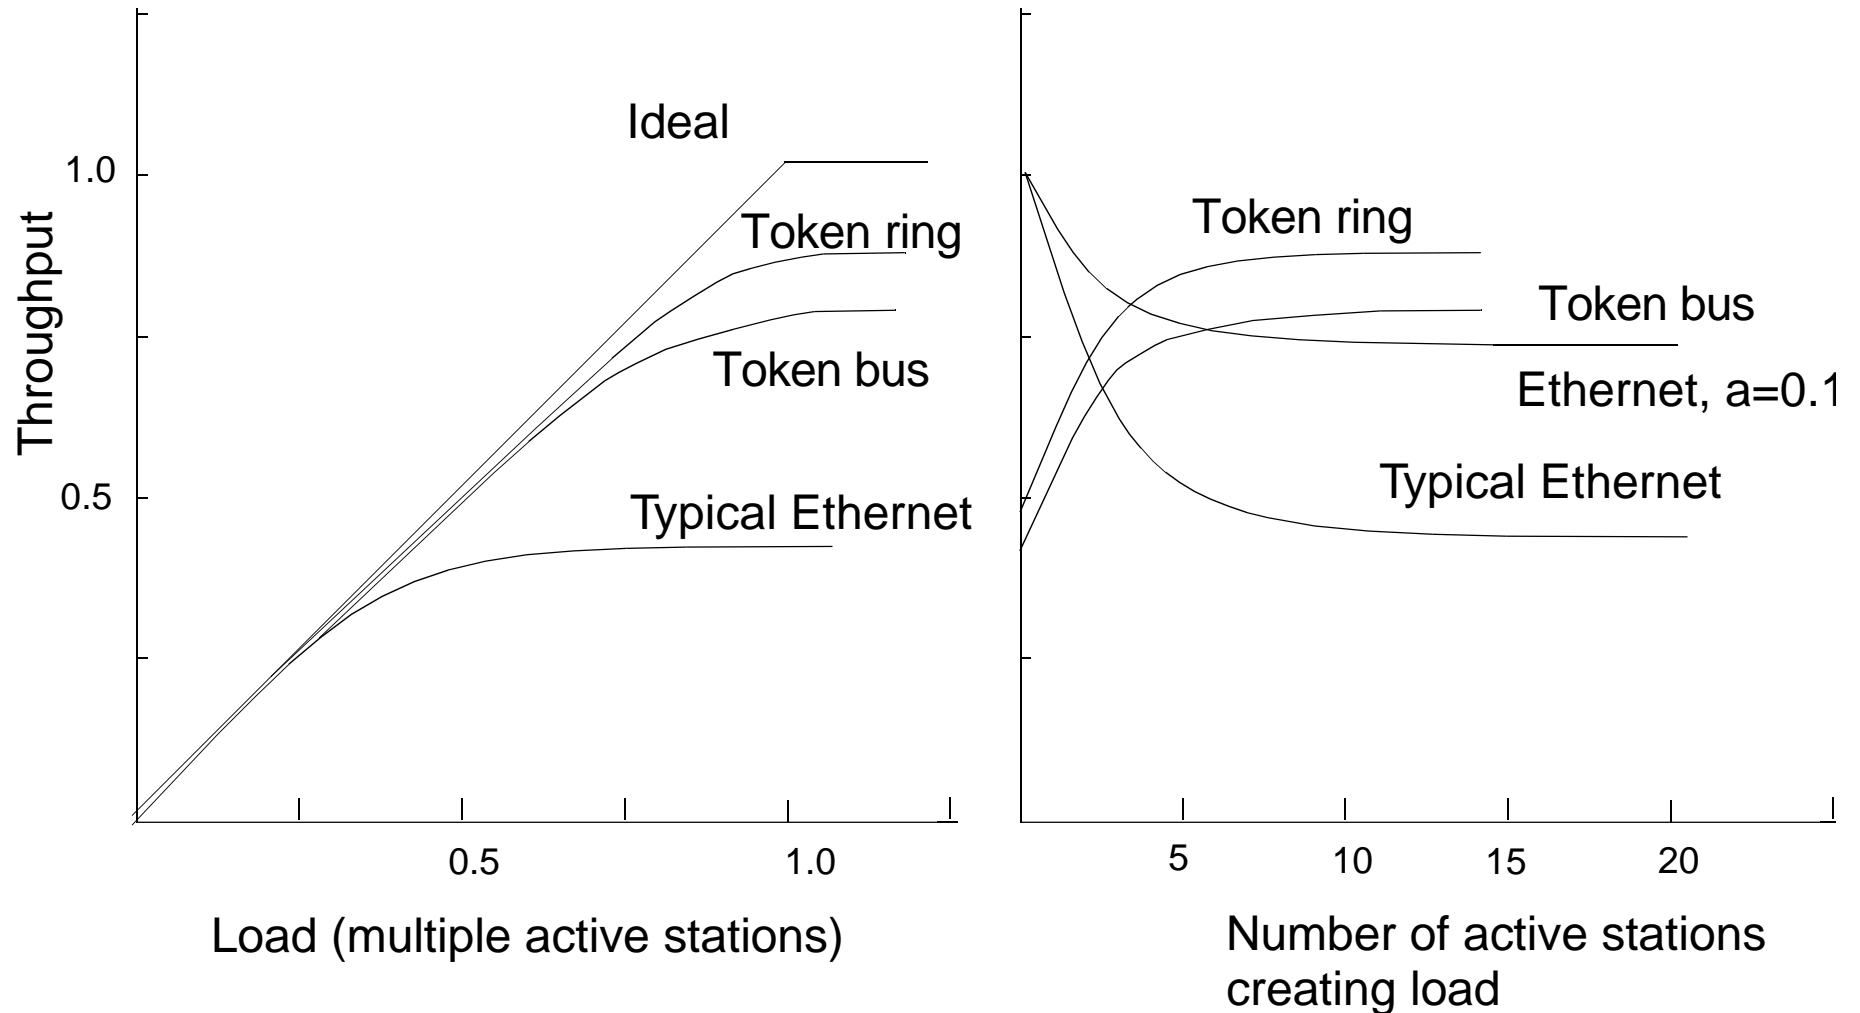 Ideal
1.0
Token ring
Token bus
Throughput
0.5
Typical Ethernet
0.5
1.0
Load (multiple active stations)
Token ring
Token bus
Ethernet, a=0.1
Typical Ethernet
5
10
15
20
Number of active stations
creating load